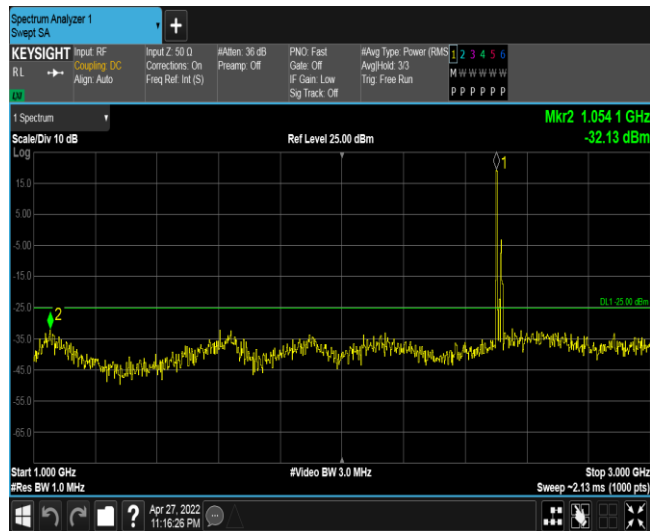 Spectrum Analyzer 1
Swept SA
KEYSIGHT
RL
Input: RF
Coupling: DC
Align: Auto
Input Z: 50 Ω
Corrections: On
Freq Ref: Int (S)
#Atten: 36 dB
Preamp: Off
PNO: Fast
Gate: Off
IF Gain: Low
Sig Track: Off
#Avg Type: Power (RMS
Avg|Hold: 3/3
Trig: Free Run
1 2 3 4 5 6
M W W W W W
P P P P P P
1 Spectrum
Mkr2 1.054 1 GHz
Scale/Div 10 dB
Ref Level 25.00 dBm
-32.13 dBm
Log
1
15.0
5.00
-5.00
-15.0
-25.0
DL1 -25.00 dBm
2
-35.0
-45.0
-55.0
-65.0
Start 1.000 GHz
#Video BW 3.0 MHz
Stop 3.000 GHz
#Res BW 1.0 MHz
Sweep ~2.13 ms (1000 pts)
?
Apr 27, 2022
11:16:26 PM